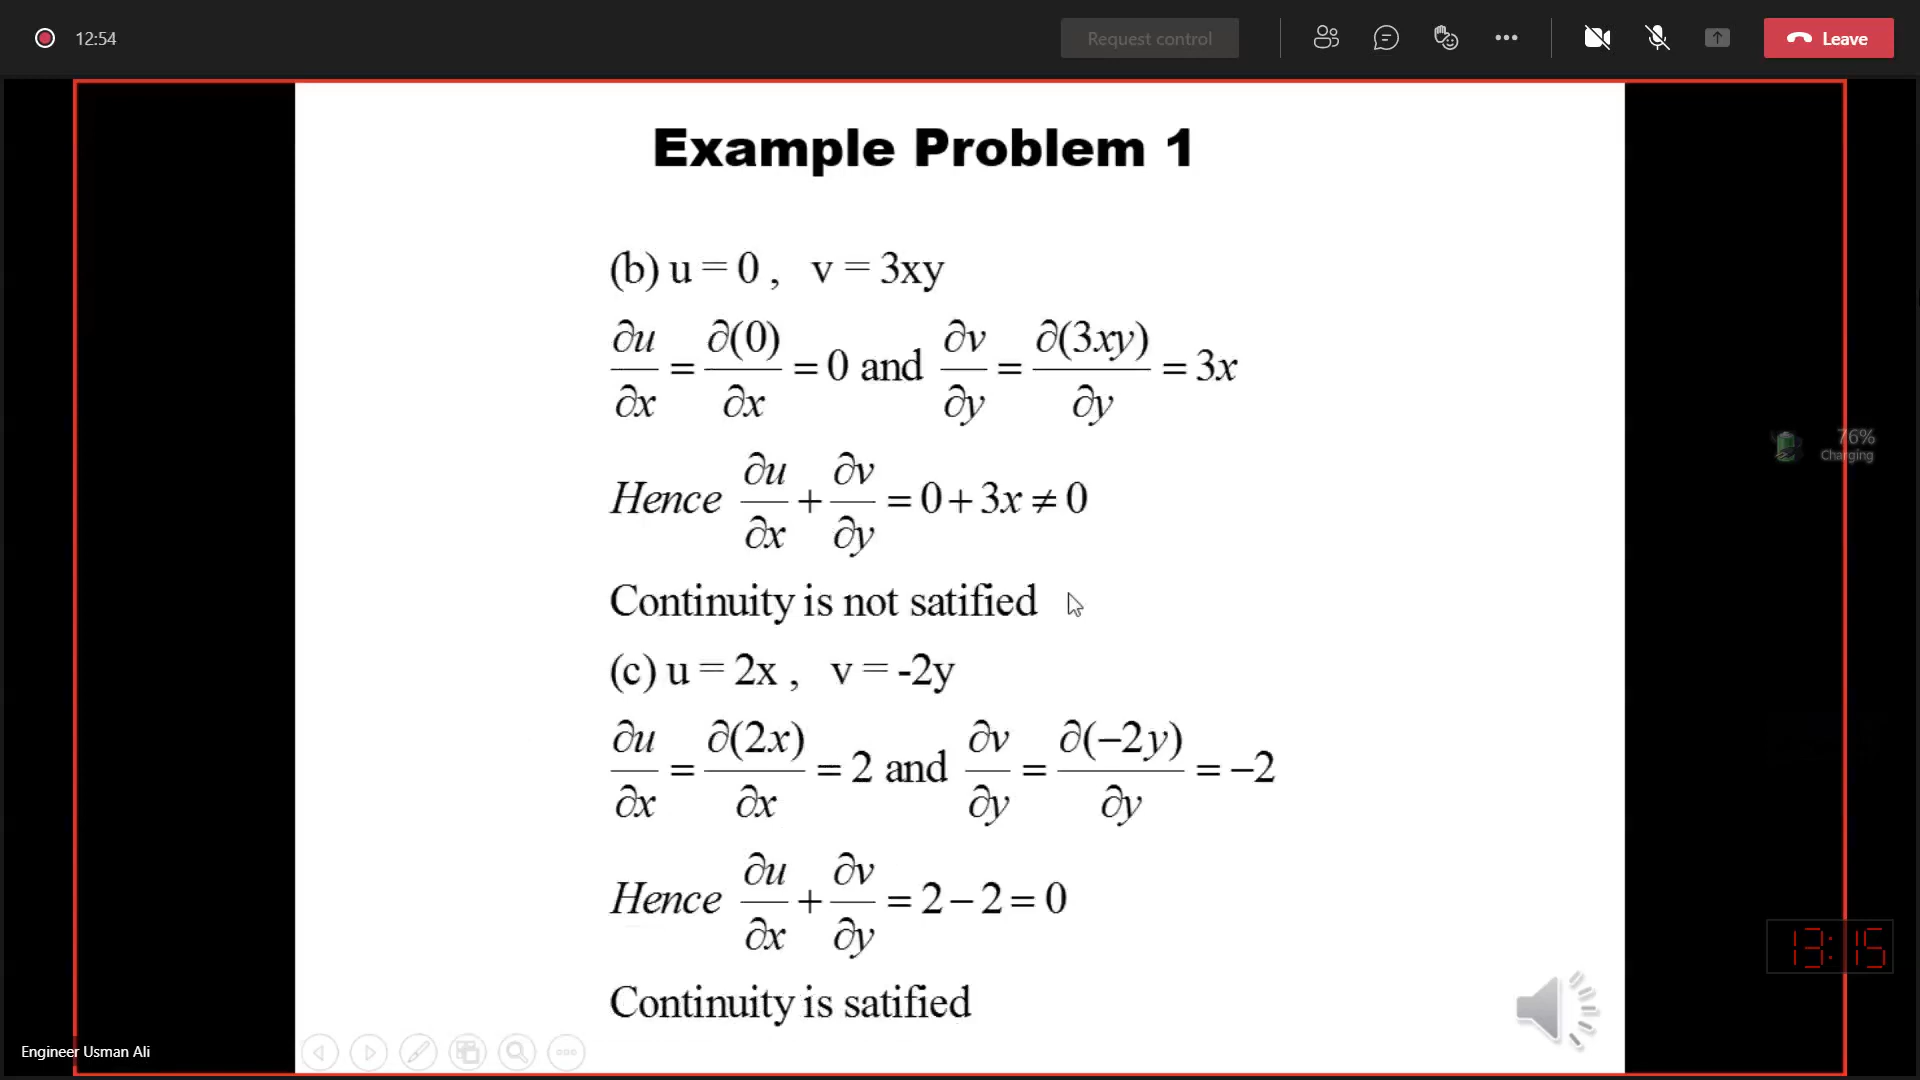 12:54
Request control
Leave
Example Problem 1
(b) u = 0 ,   v = 3xy
∂u/∂x = ∂(0)/∂x = 0 and ∂v/∂y = ∂(3xy)/∂y = 3x
Hence ∂u/∂x + ∂v/∂y = 0 + 3x ≠ 0
Continuity is not satified
(c) u = 2x ,   v = -2y
∂u/∂x = ∂(2x)/∂x = 2 and ∂v/∂y = ∂(−2y)/∂y = −2
Hence ∂u/∂x + ∂v/∂y = 2 − 2 = 0
Continuity is satified
76%
Charging
13:15
Engineer Usman Ali